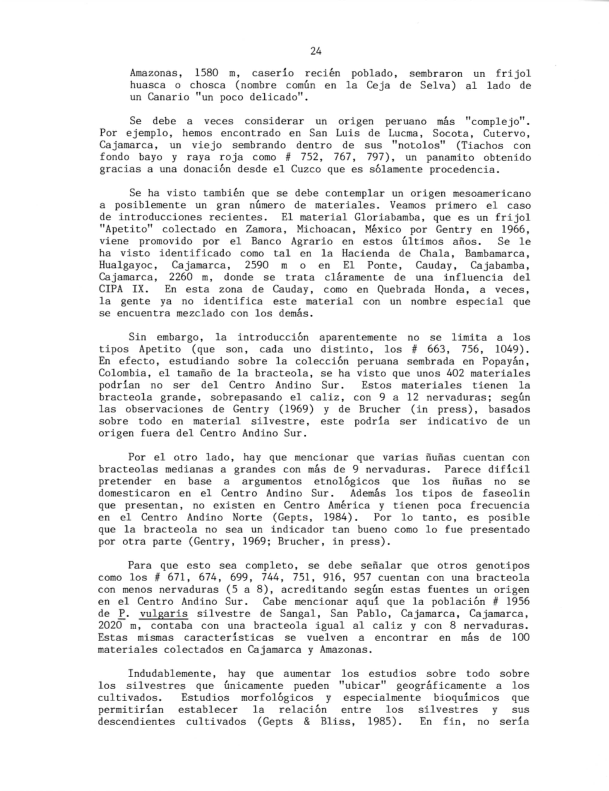 24
Amazonas, 1580 m, caserío recién poblado, sembraron un frijol
huasca o chosca (nombre común en la Ceja de Selva) al lado de
un Canario "un poco delicado".
Se debe a veces considerar un origen peruano más "complejo".
Por ejemplo, hemos encontrado en San Luis de Lucma, Socota, Cutervo,
Cajamarca, un viejo sembrando dentro de sus "notolos" (Tiachos con
fondo bayo y raya roja como # 752, 767, 797), un panamito obtenido
gracias a una donación desde el Cuzco que es sólamente procedencia.
Se ha visto también que se debe contemplar un origen mesoamericano
a posiblemente un gran número de materiales. Veamos primero el caso
de introducciones recientes. El material Gloriabamba, que es un frijol
"Apetito" colectado en Zamora, Michoacan, México por Gentry en 1966,
viene promovido por el Banco Agrario en estos últimos años. Se le
ha visto identificado como tal en la Hacienda de Chala, Bambamarca,
Hualgayoc, Cajamarca, 2590 m o en El Ponte, Cauday, Cajabamba,
Cajamarca, 2260 m, donde se trata cláramente de una influencia del
CIPA IX. En esta zona de Cauday, como en Quebrada Honda, a veces,
la gente ya no identifica este material con un nombre especial que
se encuentra mezclado con los demás.
Sin embargo, la introducción aparentemente no se limita a los
tipos Apetito (que son, cada uno distinto, los # 663, 756, 1049).
En efecto, estudiando sobre la colección peruana sembrada en Popayán,
Colombia, el tamaño de la bracteola, se ha visto que unos 402 materiales
podrían no ser del Centro Andino Sur. Estos materiales tienen la
bracteola grande, sobrepasando el caliz, con 9 a 12 nervaduras; según
las observaciones de Gentry (1969) y de Brucher (in press), basados
sobre todo en material silvestre, este podría ser indicativo de un
origen fuera del Centro Andino Sur.
Por el otro lado, hay que mencionar que varias ñuñas cuentan con
bracteolas medianas a grandes con más de 9 nervaduras. Parece difícil
pretender en base a argumentos etnológicos que los ñuñas no se
domesticaron en el Centro Andino Sur. Además los tipos de faseolin
que presentan, no existen en Centro América y tienen poca frecuencia
en el Centro Andino Norte (Gepts, 1984). Por lo tanto, es posible
que la bracteola no sea un indicador tan bueno como lo fue presentado
por otra parte (Gentry, 1969; Brucher, in press).
Para que esto sea completo, se debe señalar que otros genotipos
como los # 671, 674, 699, 744, 751, 916, 957 cuentan con una bracteola
con menos nervaduras (5 a 8), acreditando según estas fuentes un origen
en el Centro Andino Sur. Cabe mencionar aquí que la población # 1956
de P. vulgaris silvestre de Sangal, San Pablo, Cajamarca, Cajamarca,
2020 m, contaba con una bracteola igual al caliz y con 8 nervaduras.
Estas mismas características se vuelven a encontrar en más de 100
materiales colectados en Cajamarca y Amazonas.
Indudablemente, hay que aumentar los estudios sobre todo sobre
los silvestres que únicamente pueden "ubicar" geográficamente a los
cultivados. Estudios morfológicos y especialmente bioquímicos que
permitirían establecer la relación entre los silvestres y sus
descendientes cultivados (Gepts & Bliss, 1985). En fin, no sería